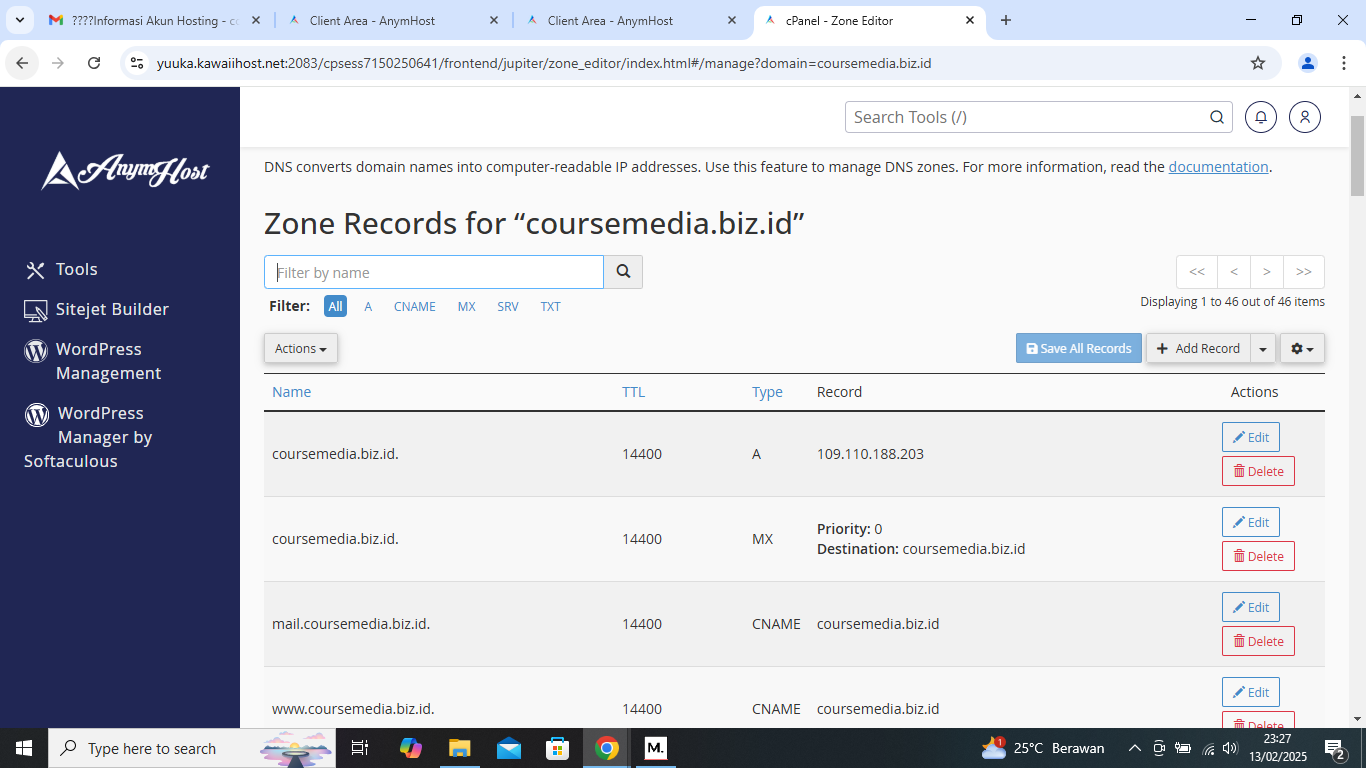 ????Informasi Akun Hosting - co
Client Area - AnymHost
Client Area - AnymHost
cPanel - Zone Editor
yuuka.kawaiihost.net:2083/cpsess7150250641/frontend/jupiter/zone_editor/index.html#/manage?domain=coursemedia.biz.id
AnymHost
Search Tools (/)
Tools
Sitejet Builder
WordPress
Management
WordPress
Manager by
Softaculous
DNS converts domain names into computer-readable IP addresses. Use this feature to manage DNS zones. For more information, read the documentation.
Zone Records for “coursemedia.biz.id”
Filter by name
<< < > >>
Filter: All A CNAME MX SRV TXT
Displaying 1 to 46 out of 46 items
Actions
Save All Records
+ Add Record
Name TTL Type Record Actions
coursemedia.biz.id. 14400 A 109.110.188.203
Edit
Delete
coursemedia.biz.id. 14400 MX
Priority: 0
Destination: coursemedia.biz.id
Edit
Delete
mail.coursemedia.biz.id. 14400 CNAME coursemedia.biz.id
Edit
Delete
www.coursemedia.biz.id. 14400 CNAME coursemedia.biz.id
Edit
Delete
Type here to search
M.
1
25°C Berawan
23:27
13/02/2025
2